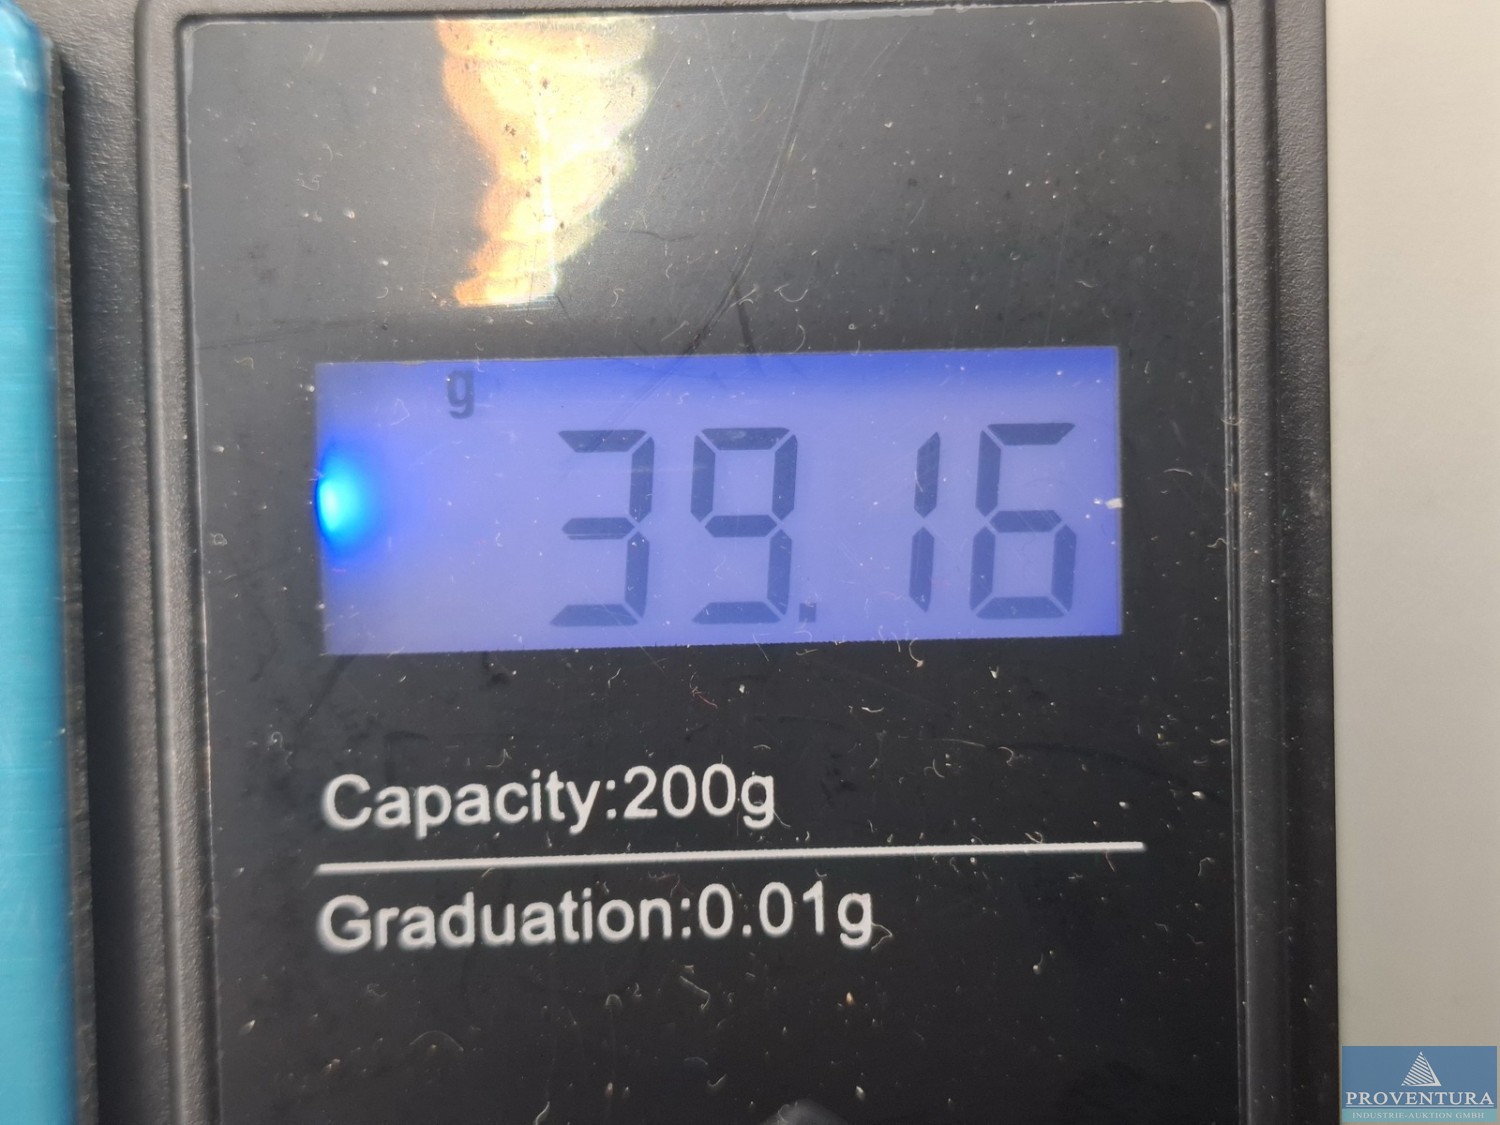 g
39.16
Capacity:200g
Graduation:0.01g
PROVENTURA
INDUSTRIE-AUKTION GMBH